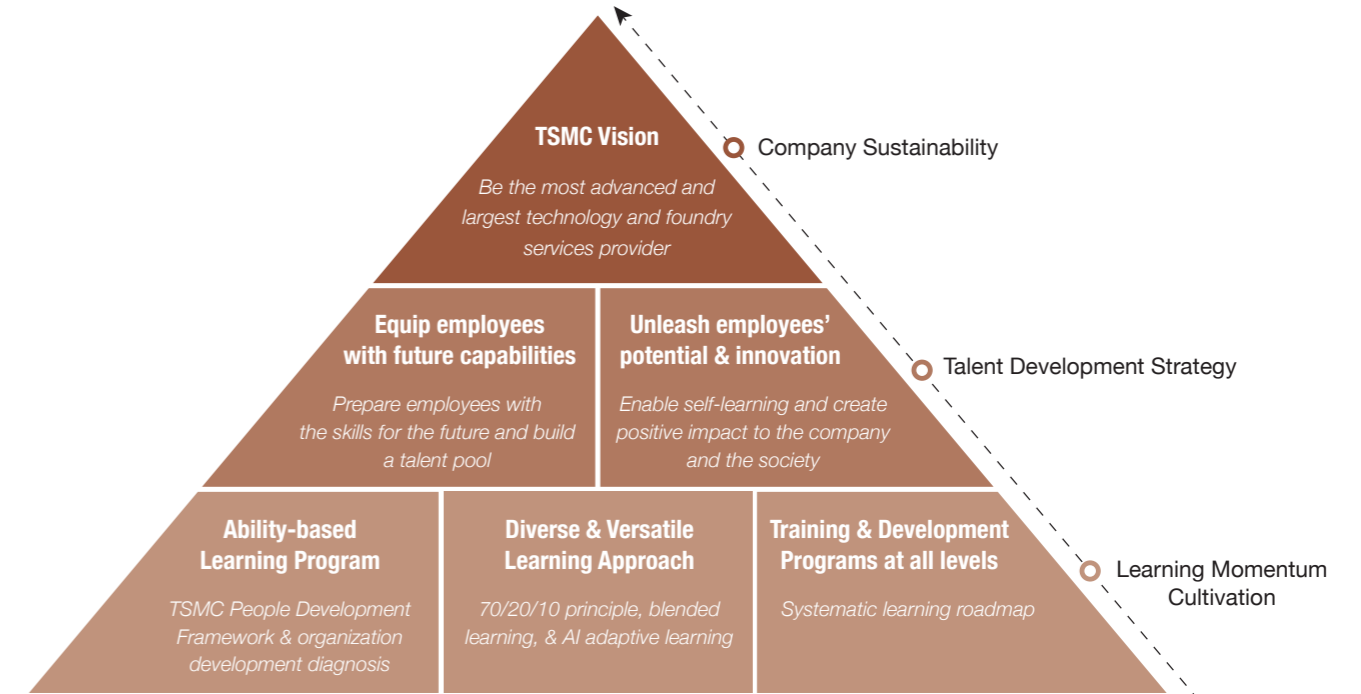 TSMC Vision
Be the most advanced and
largest technology and foundry
services provider
Company Sustainability
Equip employees
with future capabilities
Prepare employees with
the skills for the future and build
a talent pool
Unleash employees'
potential & innovation
Enable self-learning and create
positive impact to the company
and the society
Talent Development Strategy
Ability-based
Learning Program
TSMC People Development
Framework & organization
development diagnosis
Diverse & Versatile
Learning Approach
70/20/10 principle, blended
learning, & AI adaptive learning
Training & Development
Programs at all levels
Systematic learning roadmap
Learning Momentum
Cultivation